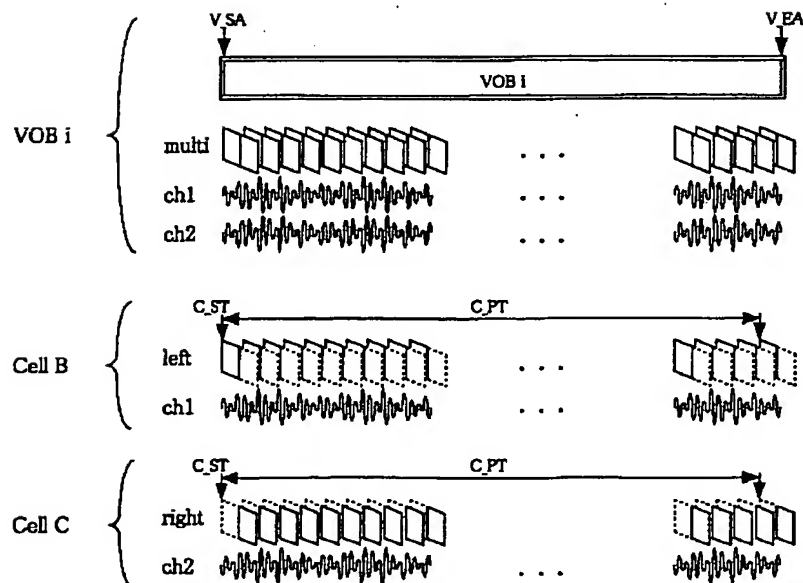 V_SA
V_EA
VOB i
VOB i
multi
. . .
ch1
. . .
ch2
. . .
C_ST
C_PT
Cell B
left
. . .
ch1
. . .
C_ST
C_PT
Cell C
right
ch2
. . .